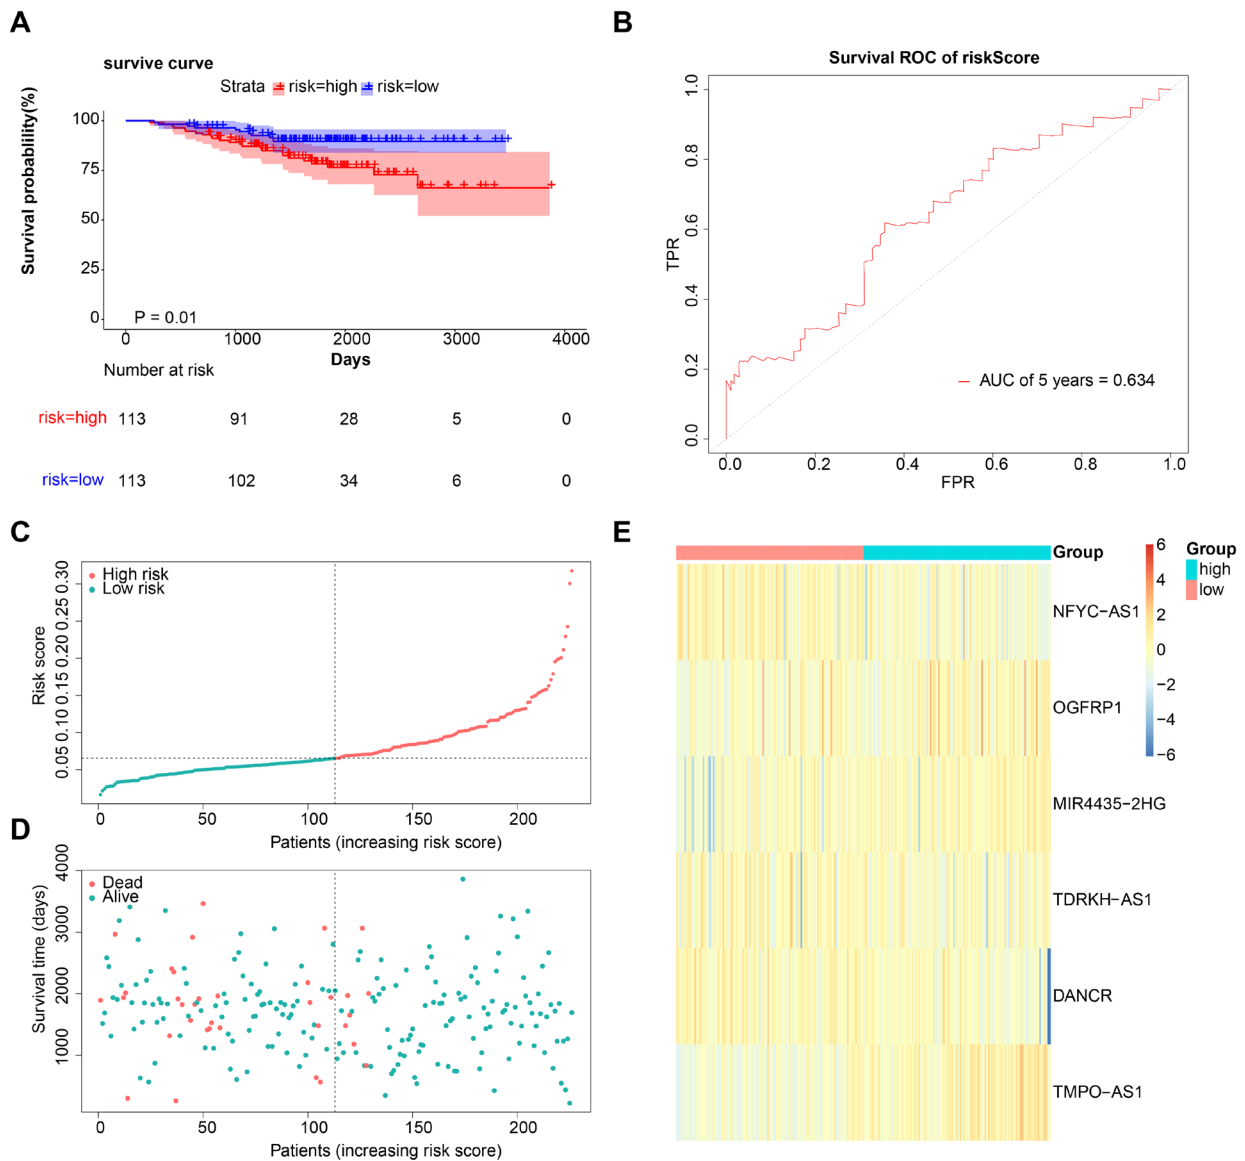 A
survive curve
Strata risk=high risk=low
Survival probability(%)
100
75
50
25
0
P = 0.01
0 1000 2000 3000 4000
Days
Number at risk
risk=high 113 91 28 5 0
risk=low 113 102 34 6 0
B
Survival ROC of riskScore
TPR
1.0
0.8
0.6
0.4
0.2
0.0
AUC of 5 years = 0.634
0.0 0.2 0.4 0.6 0.8 1.0
FPR
C
High risk
Low risk
Risk score
0.30
0.25
0.20
0.15
0.10
0.05
0 50 100 150 200
Patients (increasing risk score)
D
Dead
Alive
Survival time (days)
4000
3000
2000
1000
0 50 100 150 200
Patients (increasing risk score)
E
Group
NFYC−AS1
OGFRP1
MIR4435−2HG
TDRKH−AS1
DANCR
TMPO−AS1
6
4
2
0
−2
−4
−6
Group
high
low